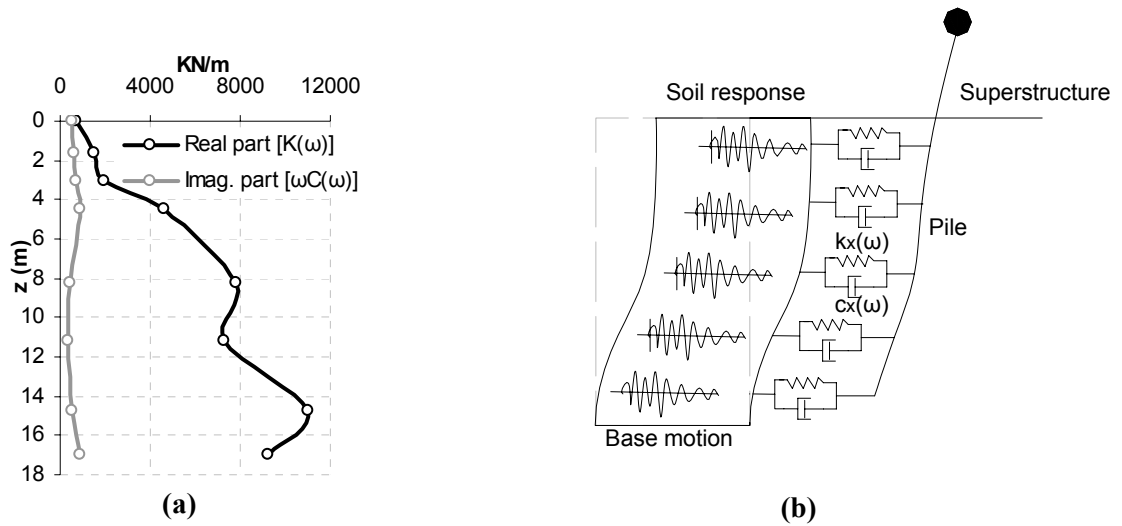 KN/m
0 4000 8000 12000
0
2
4
6
8
10
12
14
16
18
z (m)
Real part [K(ω)]
Imag. part [ωC(ω)]
(a)
Soil response
Superstructure
Pile
kx(ω)
cx(ω)
Base motion
(b)